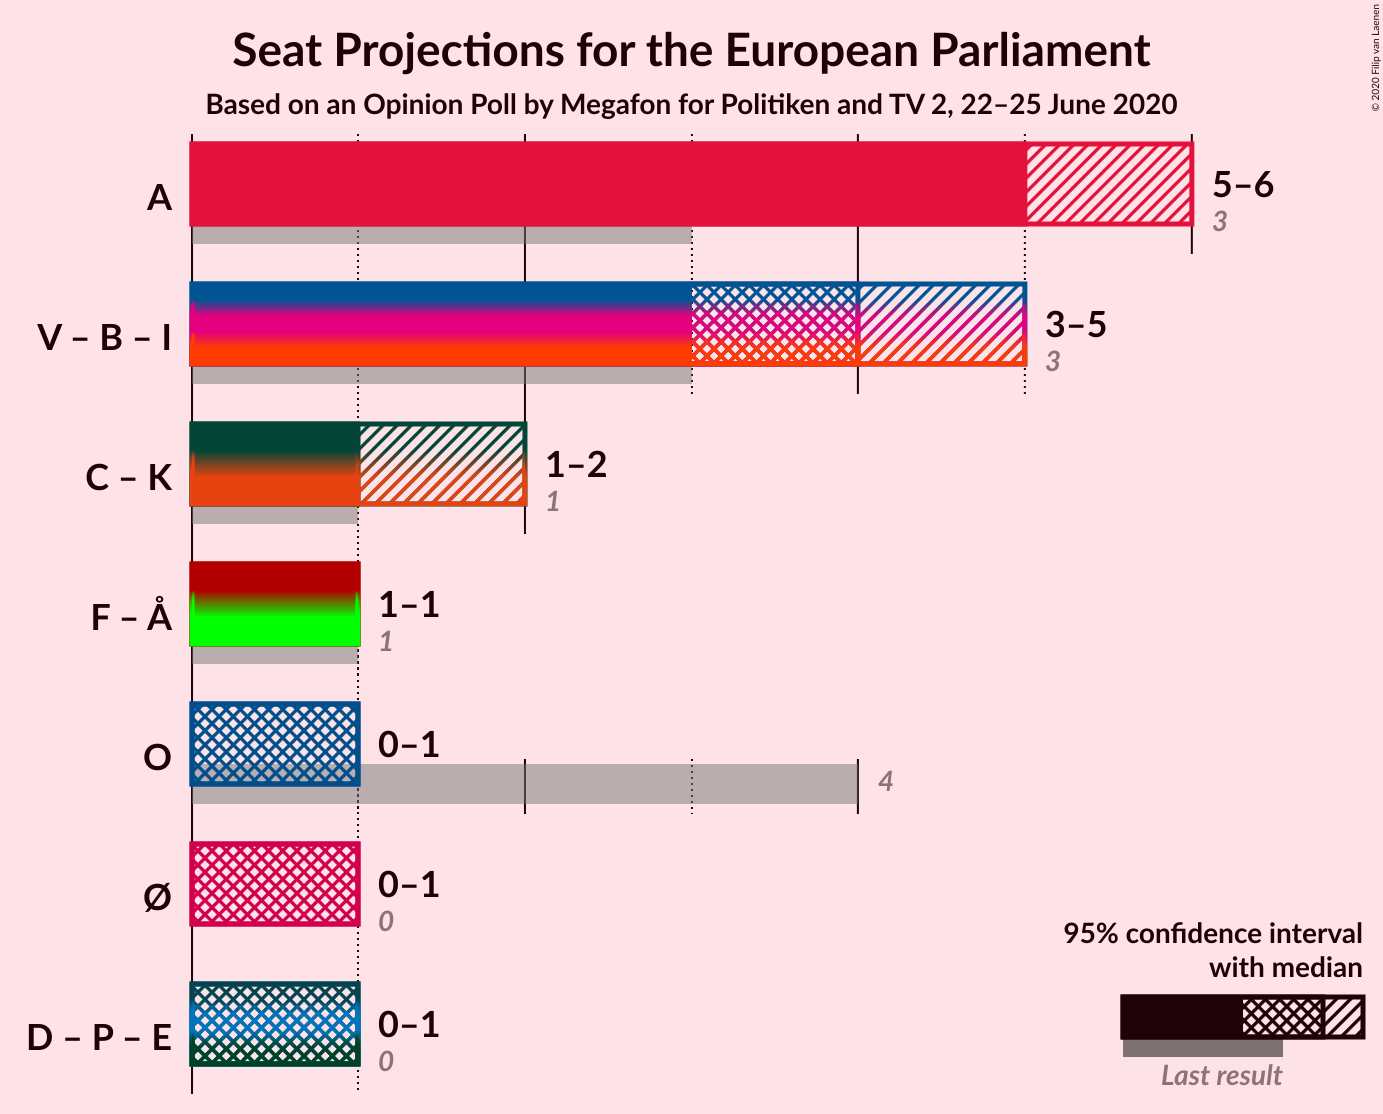 Seat Projections for the European Parliament
Based on an Opinion Poll by Megafon for Politiken and TV 2, 22–25 June 2020
© 2020 Filip van Laenen
A
5–6
3
V – B – I
3–5
3
C – K
1–2
1
F – Å
1–1
1
O
0–1
4
Ø
0–1
0
D – P – E
0–1
0
95% confidence interval
with median
Last result